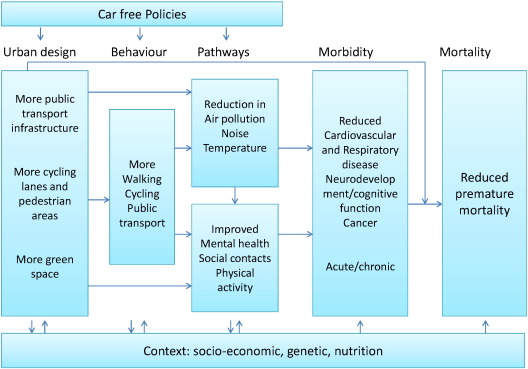 Car free Policies
Urban design
Behaviour
Pathways
Morbidity
Mortality
More public
transport
infrastructure
More cycling
lanes and
pedestrian
areas
More green
space
More
Walking
Cycling
Public
transport
Reduction in
Air pollution
Noise
Temperature
Improved
Mental health
Social contacts
Physical
activity
Reduced
Cardiovascular
and Respiratory
disease
Neurodevelop
ment/cognitive
function
Cancer
Acute/chronic
Reduced
premature
mortality
Context: socio-economic, genetic, nutrition